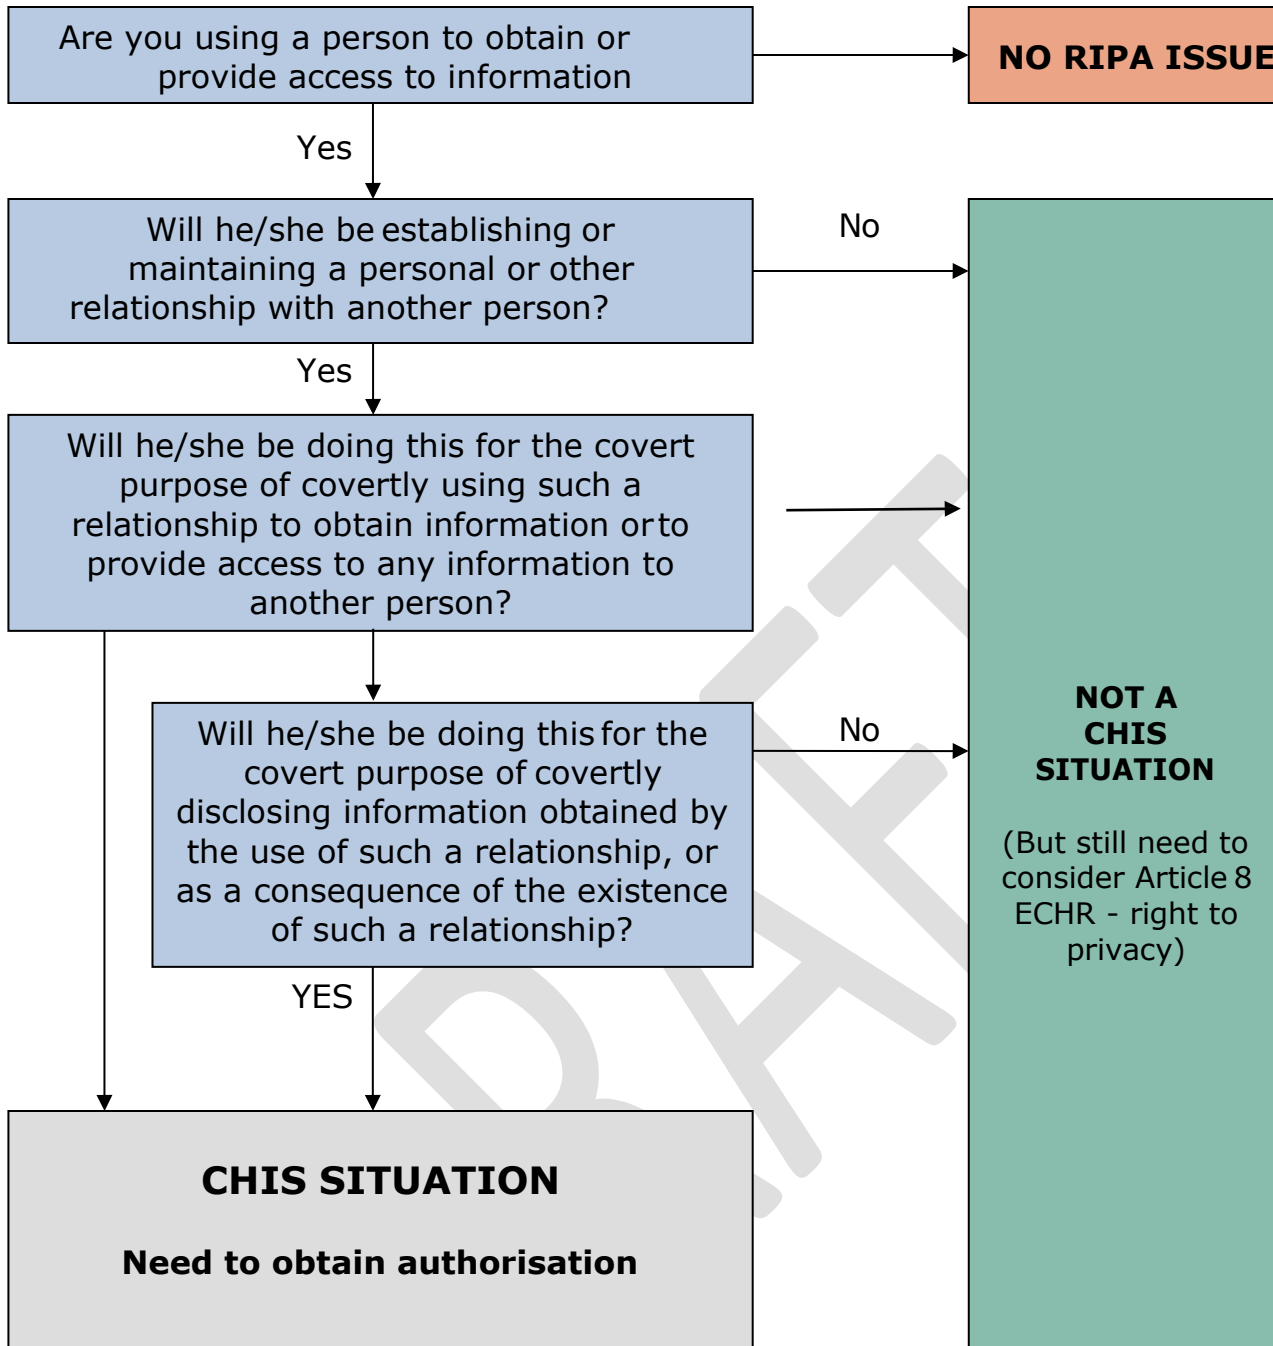 Are you using a person to obtain or
provide access to information
NO RIPA ISSUE
Yes
Will he/she be establishing or
maintaining a personal or other
relationship with another person?
No
Yes
Will he/she be doing this for the covert
purpose of covertly using such a
relationship to obtain information or to
provide access to any information to
another person?
Will he/she be doing this for the
covert purpose of covertly
disclosing information obtained by
the use of such a relationship, or
as a consequence of the existence
of such a relationship?
No
NOT A
CHIS
SITUATION
(But still need to
consider Article 8
ECHR - right to
privacy)
YES
CHIS SITUATION
Need to obtain authorisation
DRAFT